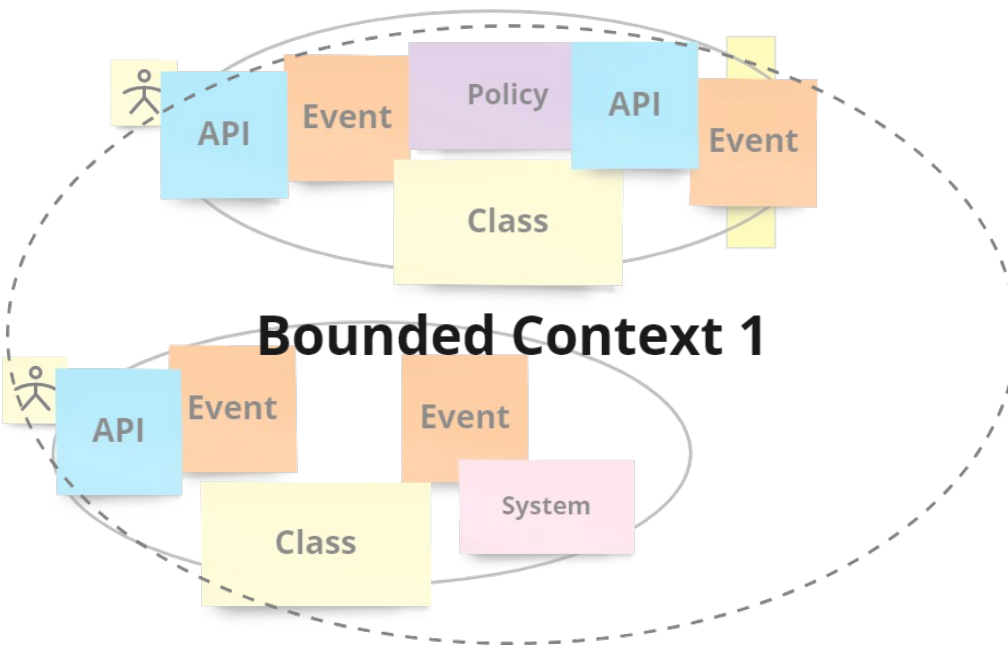 API
Event
Policy
API
Event
Class
Bounded Context 1
API
Event
Event
Class
System